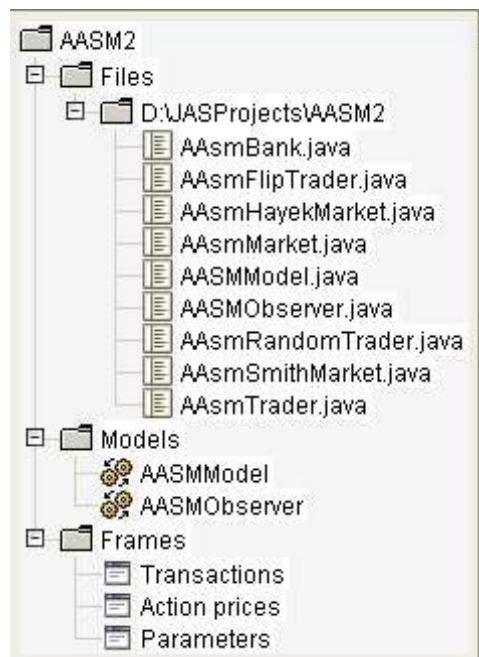 AASM2
Files
D:\JASProjects\AASM2
AAsmBank.java
AAsmFlipTrader.java
AAsmHayekMarket.java
AAsmMarket.java
AASMModel.java
AASMObserver.java
AAsmRandomTrader.java
AAsmSmithMarket.java
AAsmTrader.java
Models
AASMModel
AASMObserver
Frames
Transactions
Action prices
Parameters